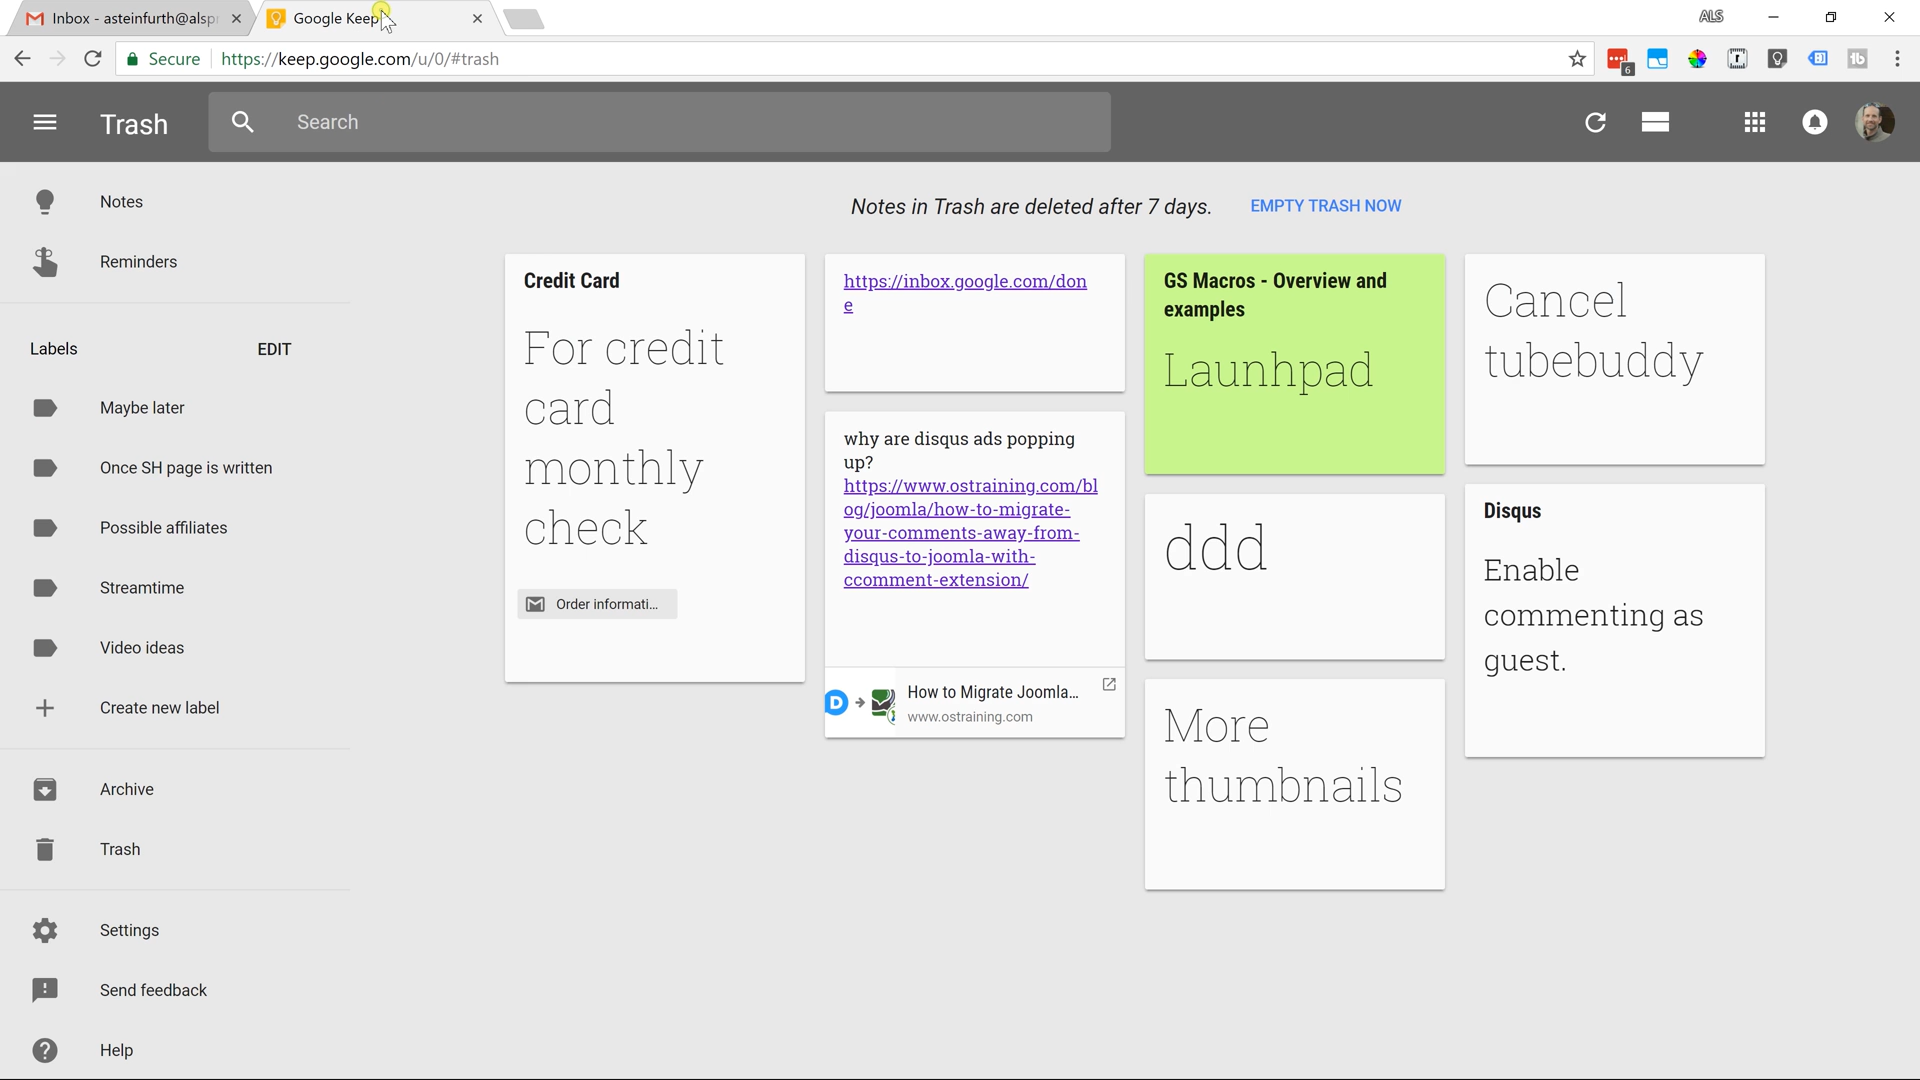 Inbox - asteinfurth@alspr
Google Keep
ALS
Secure
https://keep.google.com/u/0/#trash
6
Trash
Search
Notes
Reminders
Labels
EDIT
Maybe later
Once SH page is written
Possible affiliates
Streamtime
Video ideas
Create new label
Archive
Trash
Settings
Send feedback
Help
Notes in Trash are deleted after 7 days.
EMPTY TRASH NOW
Credit Card
For credit
card
monthly
check
Order informati...
https://inbox.google.com/don
e
why are disqus ads popping
up?
https://www.ostraining.com/bl
og/joomla/how-to-migrate-
your-comments-away-from-
disqus-to-joomla-with-
ccomment-extension/
D
How to Migrate Joomla...
www.ostraining.com
GS Macros - Overview and
examples
Launhpad
ddd
More
thumbnails
Cancel
tubebuddy
Disqus
Enable
commenting as
guest.